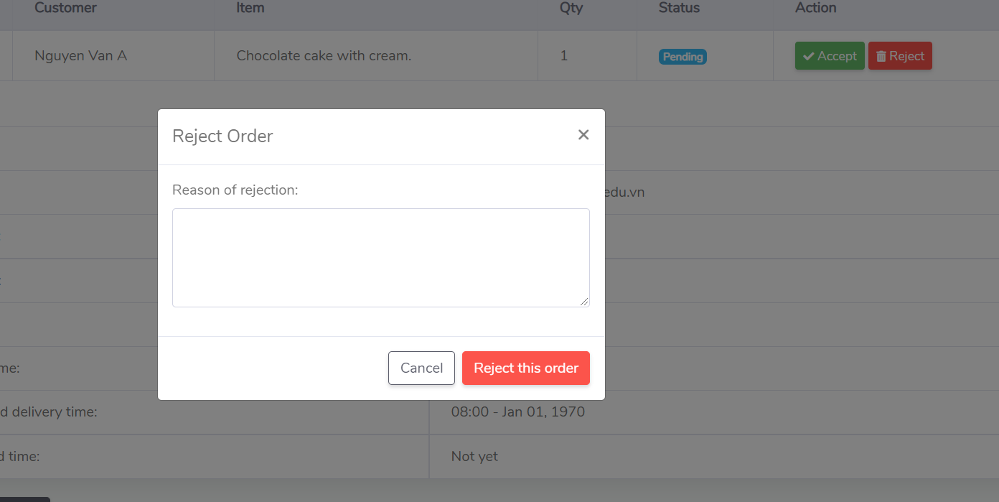 Customer Item Qty Status Action
Nguyen Van A Chocolate cake with cream. 1 Pending Accept Reject
Reject Order
Reason of rejection:
edu.vn
Cancel Reject this order
me:
d delivery time: 08:00 - Jan 01, 1970
d time: Not yet